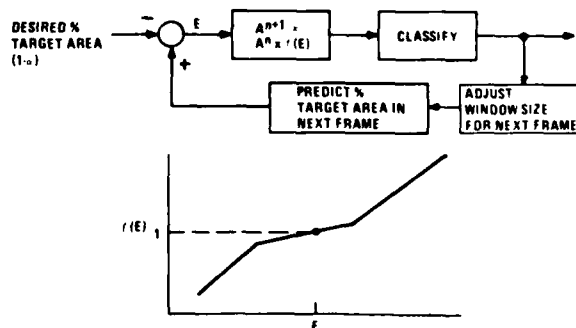 DESIRED %
TARGET AREA
(1-α)
−
E
+
Aⁿ⁺¹ =
Aⁿ x f(E)
CLASSIFY
PREDICT %
TARGET AREA IN
NEXT FRAME
ADJUST
WINDOW SIZE
FOR NEXT FRAME
f(E)
1
E